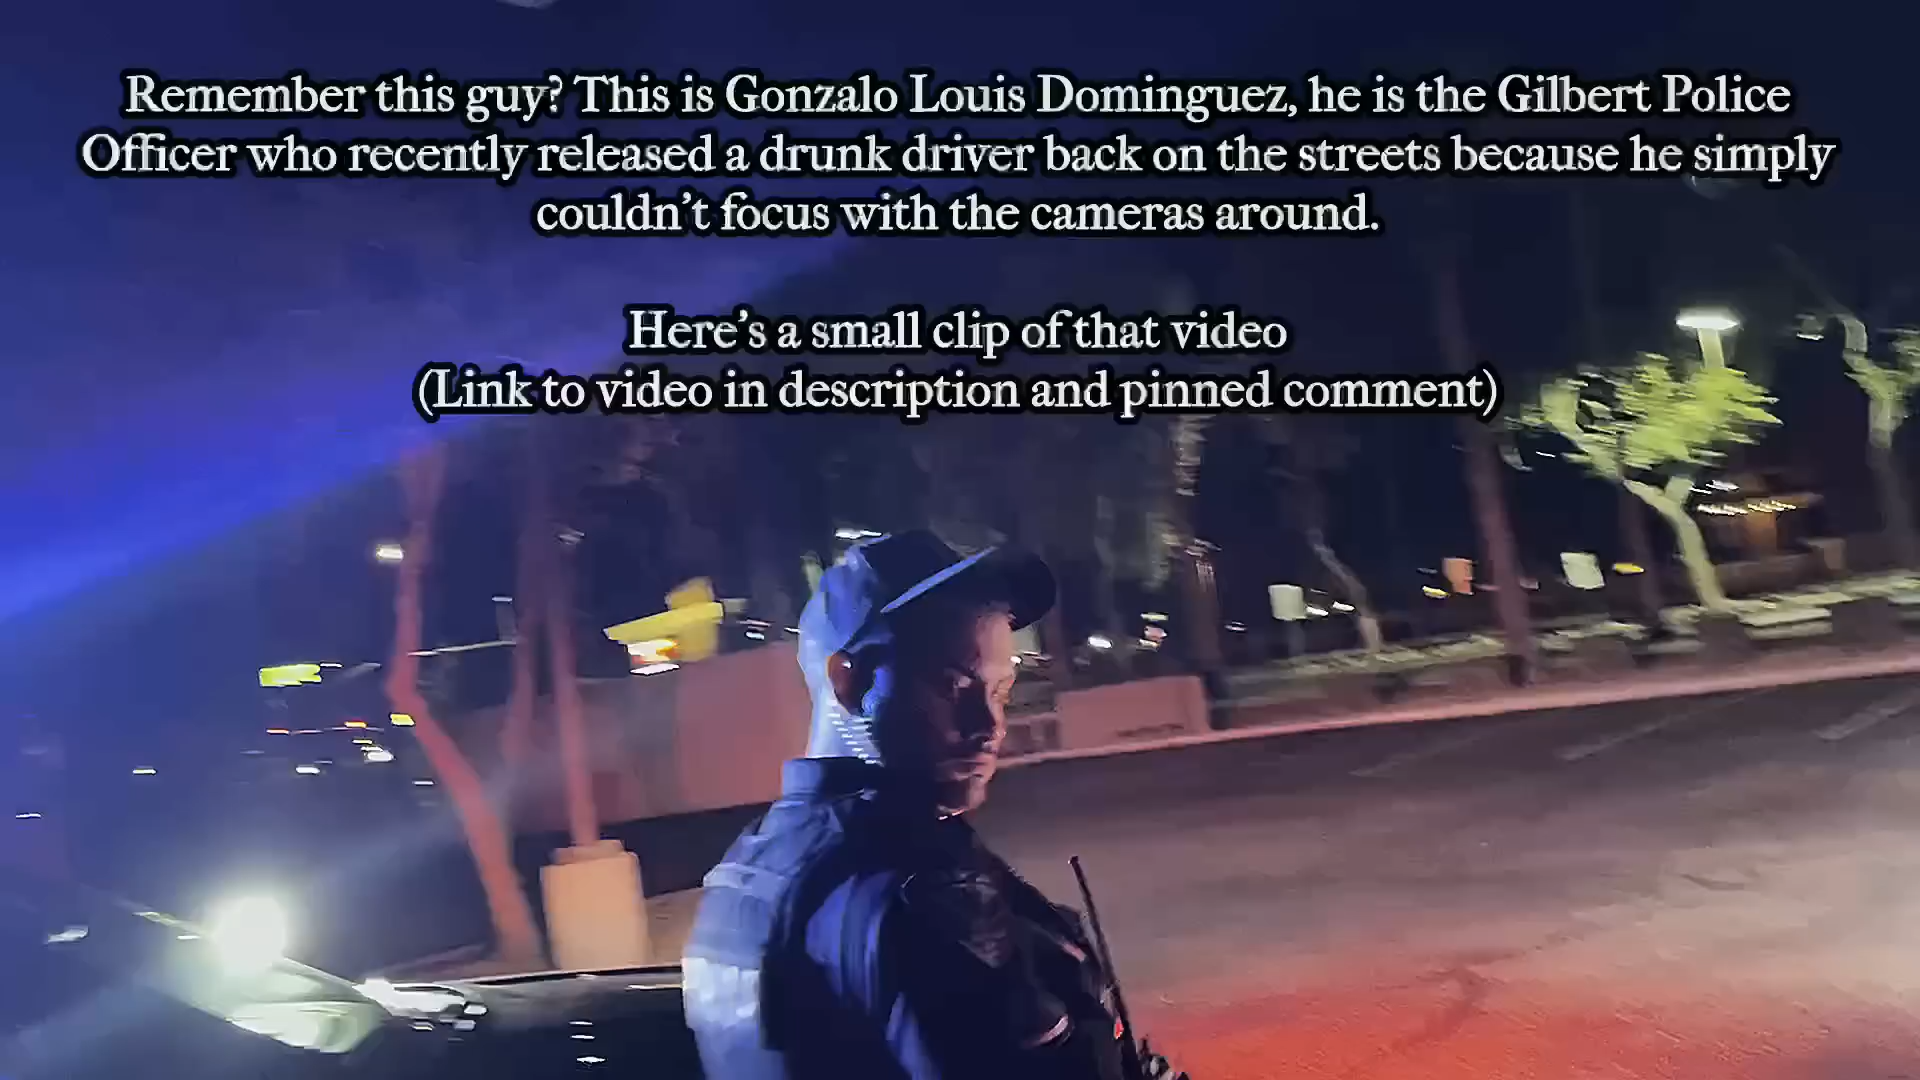 Remember this guy? This is Gonzalo Louis Dominguez, he is the Gilbert Police
Officer who recently released a drunk driver back on the streets because he simply
couldn't focus with the cameras around.
Here's a small clip of that video
(Link to video in description and pinned comment)